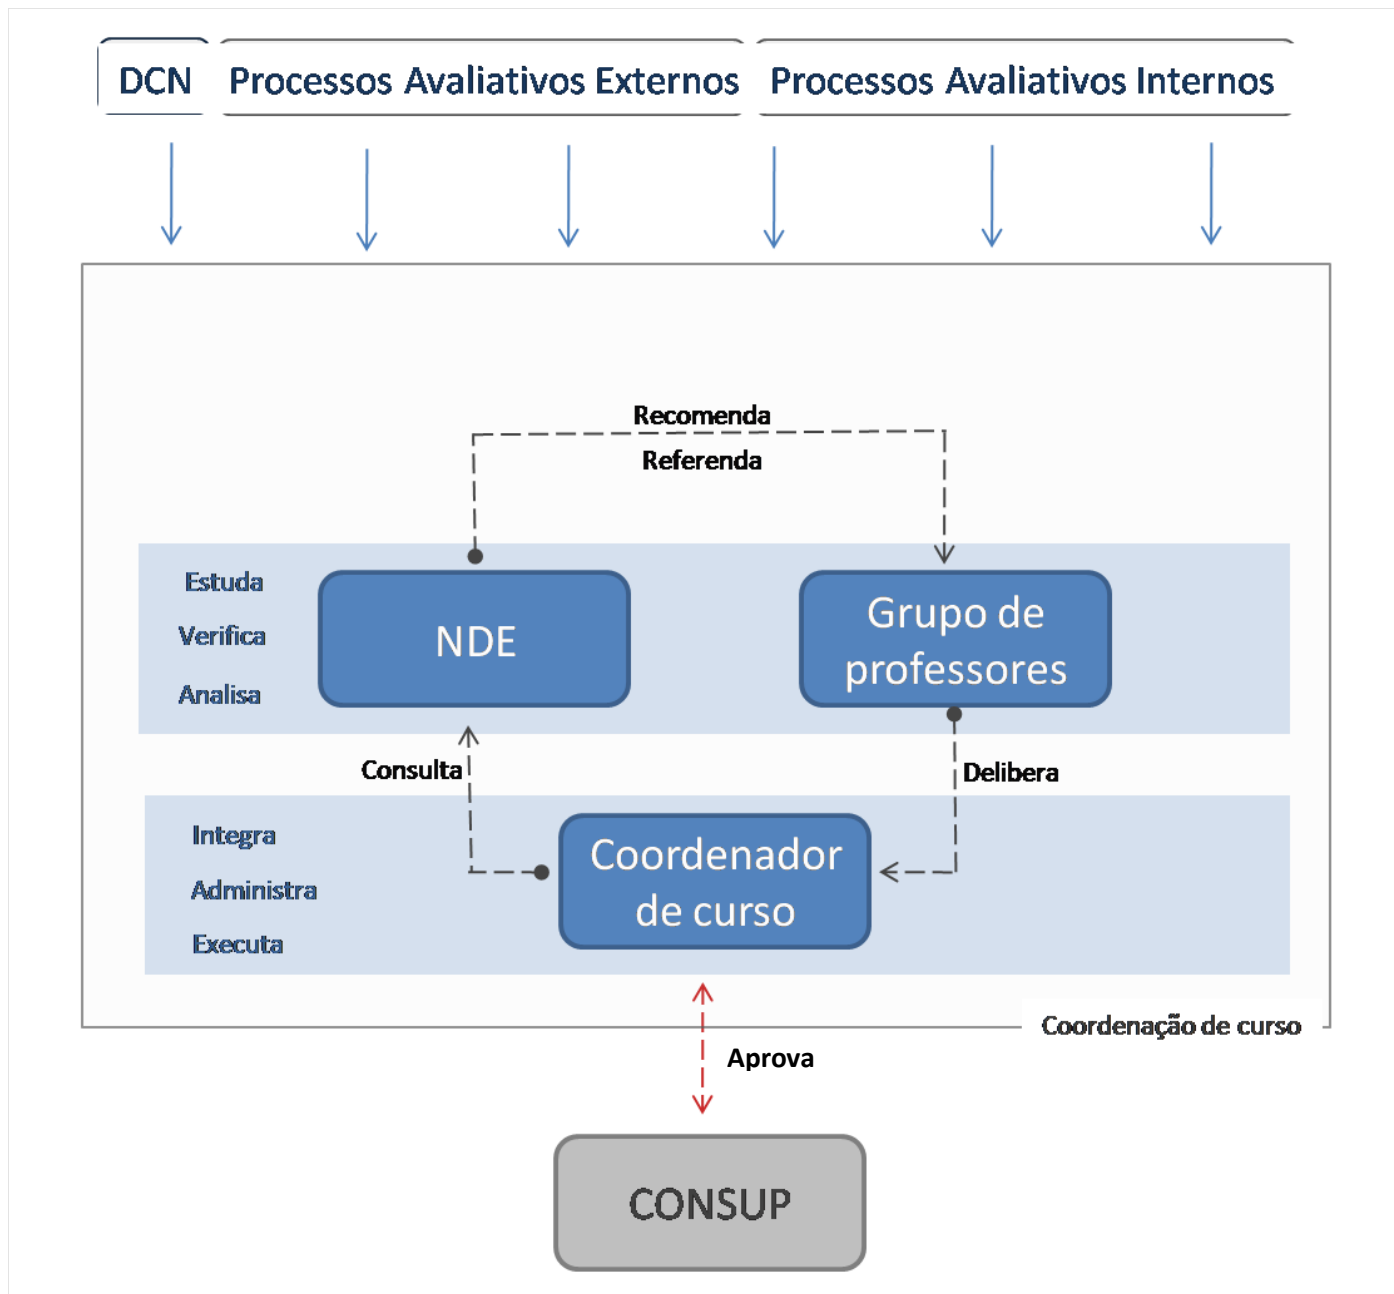 DCN
Processos Avaliativos Externos
Processos Avaliativos Internos
Recomenda
Referenda
Estuda
Verifica
Analisa
NDE
Grupo de
professores
Consulta
Delibera
Integra
Administra
Executa
Coordenador
de curso
Coordenação de curso
Aprova
CONSUP